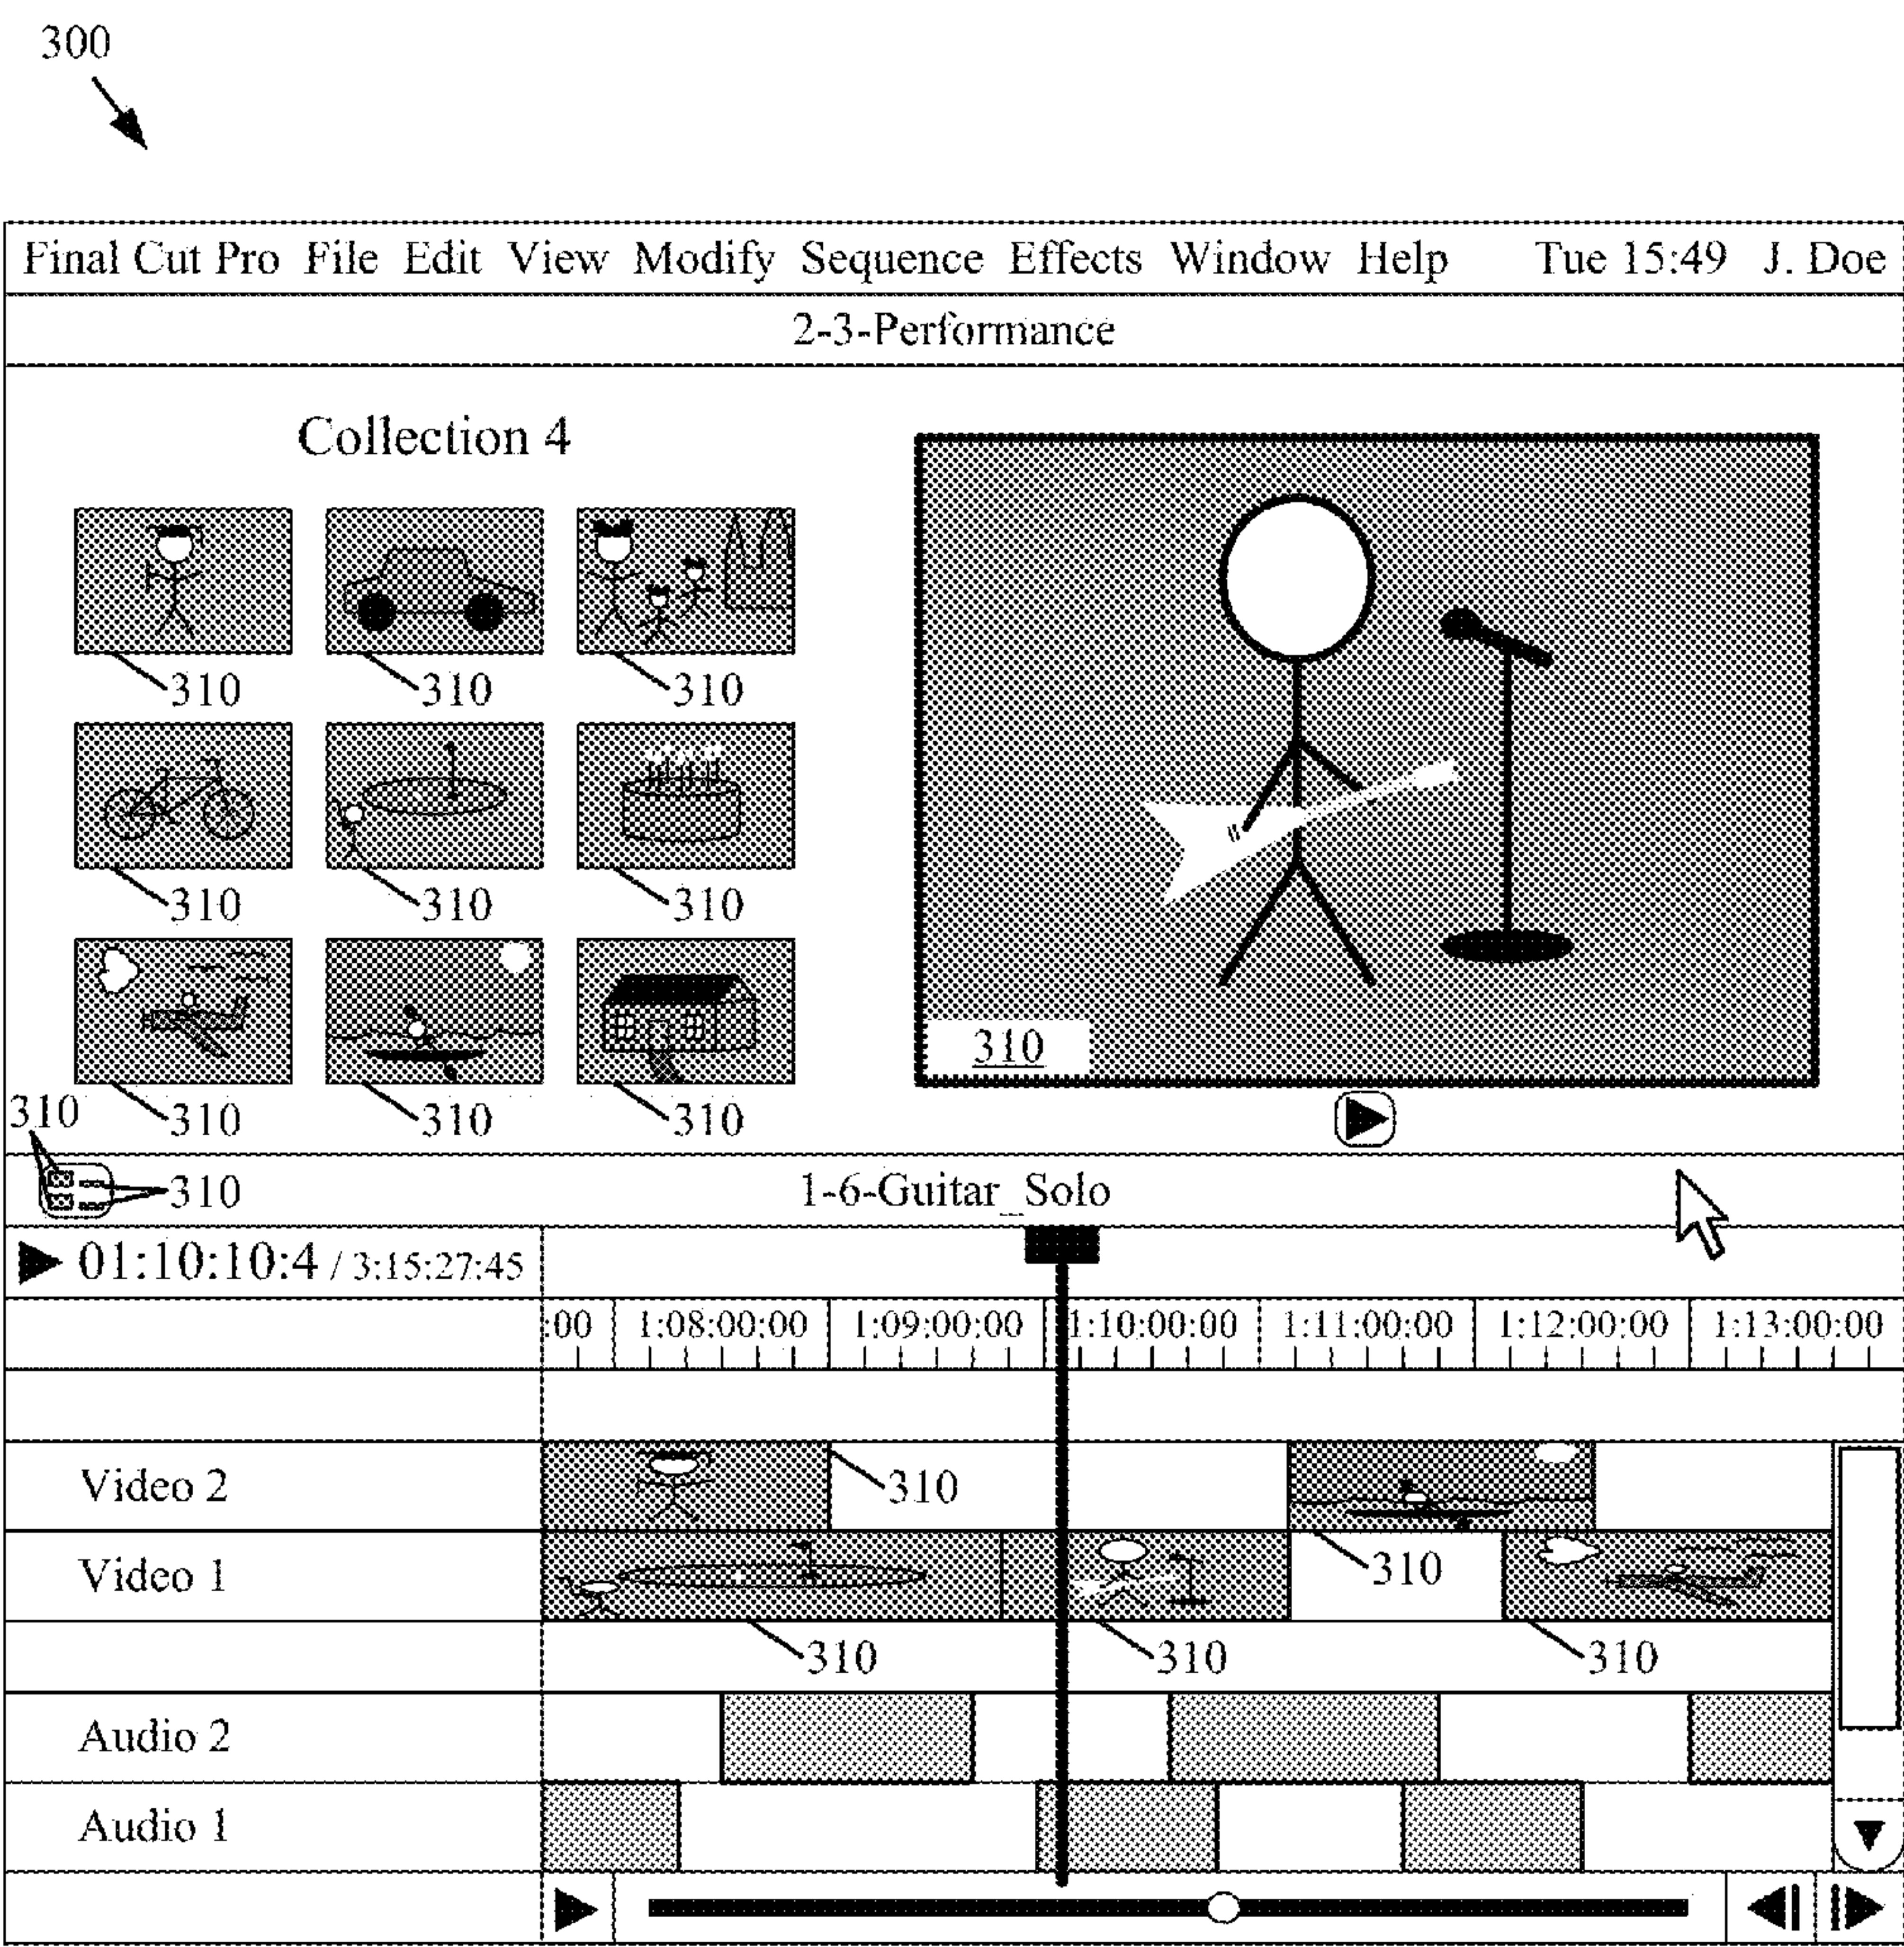 300
Final Cut Pro File Edit View Modify Sequence Effects Window Help Tue 15:49 J. Doe
2-3-Performance
Collection 4
310 310 310
310 310 310
310
310 310 310
310
310
1-6-Guitar_Solo
01:10:10:4 / 3:15:27:45
:00 1:08:00:00 1:09:00:00 1:10:00:00 1:11:00:00 1:12:00:00 1:13:00:00
Video 2
310
Video 1
310
310 310 310
Audio 2
Audio 1